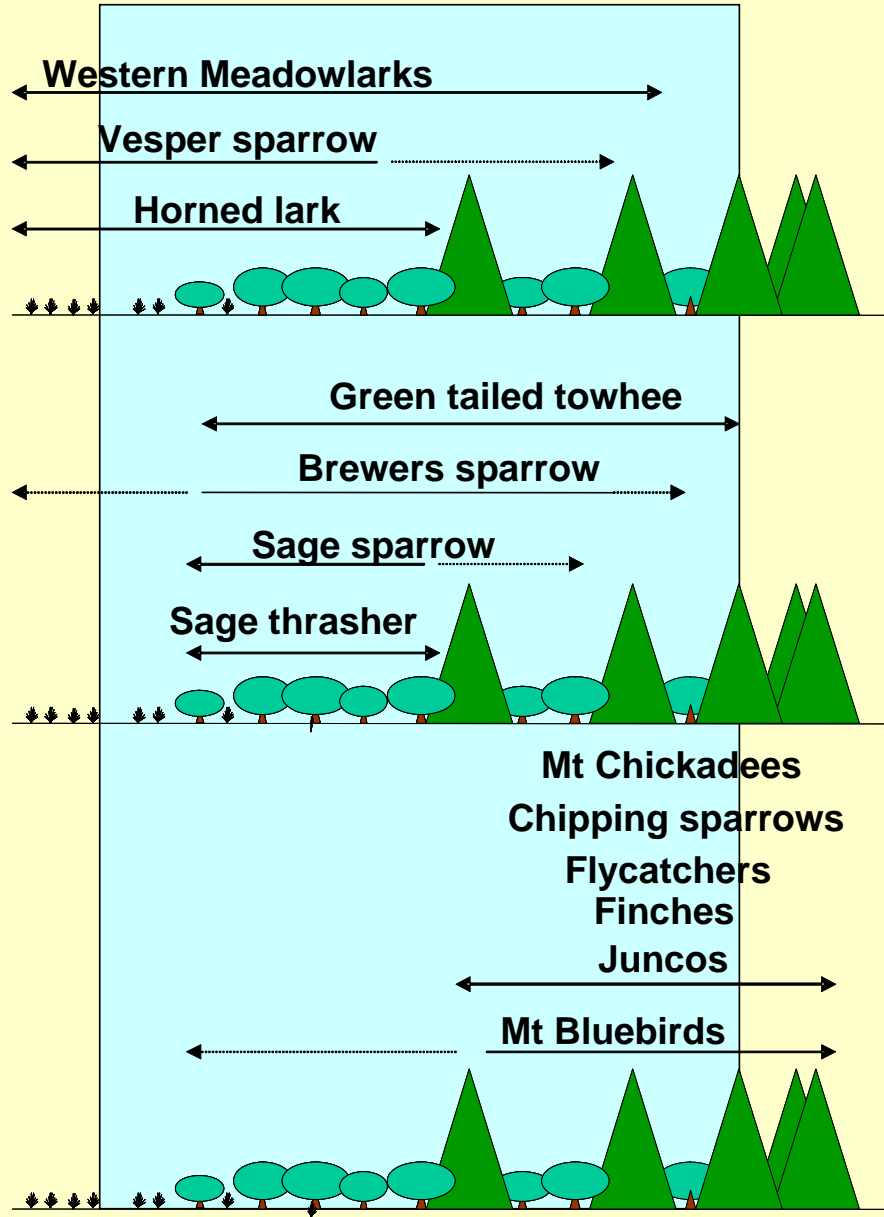 Western Meadowlarks
Vesper sparrow
Horned lark
Green tailed towhee
Brewers sparrow
Sage sparrow
Sage thrasher
Mt Chickadees
Chipping sparrows
Flycatchers
Finches
Juncos
Mt Bluebirds